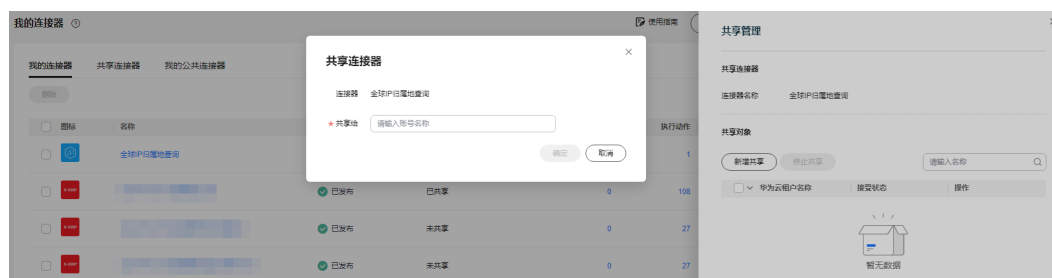 我的连接器
使用指南
我的连接器 共享连接器 我的公共连接器
删除
图标 名称 执行动作
全球IP归属地查询 1
已发布 已共享 0 108
已发布 未共享 0 27
已发布 未共享 0 27
共享连接器
连接器 全球IP归属地查询
* 共享给 请输入账号名称
确定 取消
共享管理
共享连接器
连接器名称 全球IP归属地查询
共享对象
新增共享 停止共享 请输入名称
华为云租户名称 接受状态 操作
暂无数据